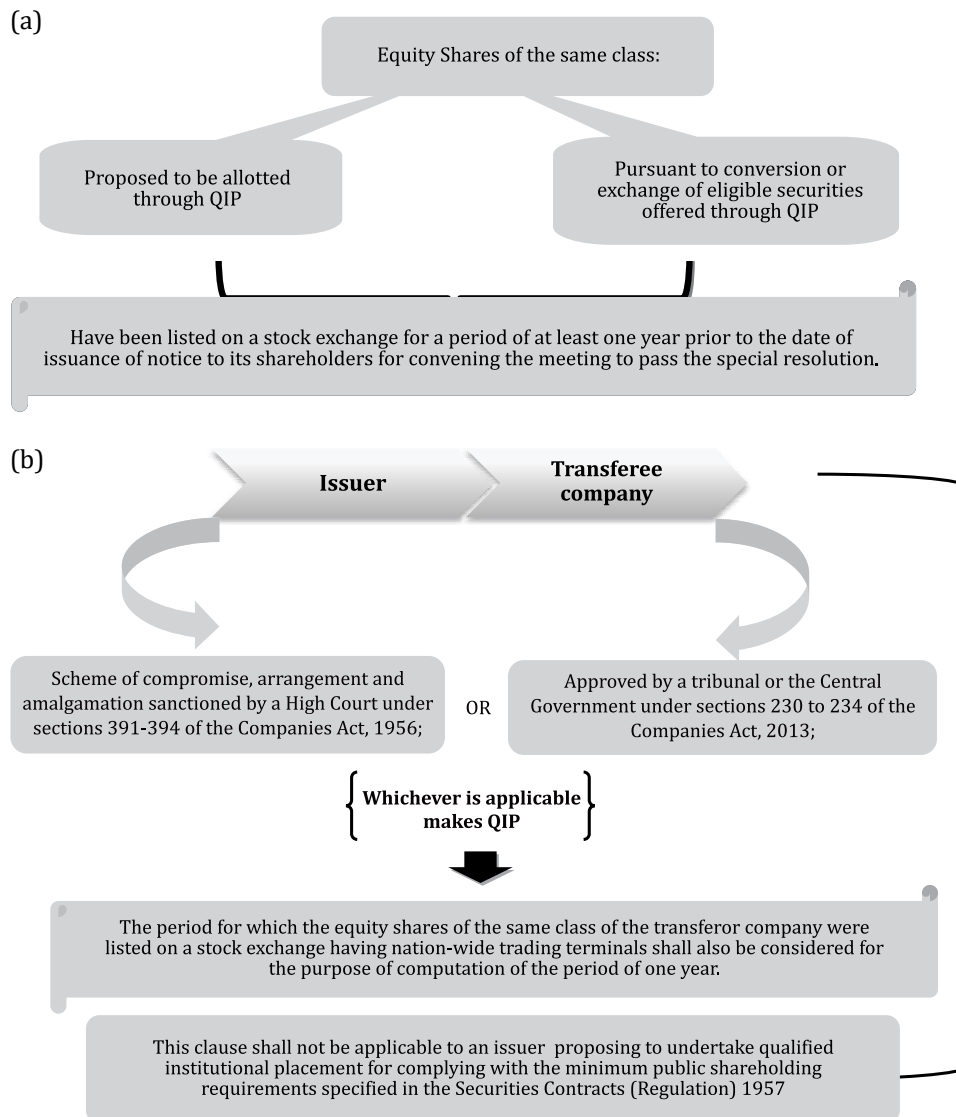 (a)
Equity Shares of the same class:
Proposed to be allotted
through QIP
Pursuant to conversion or
exchange of eligible securities
offered through QIP
Have been listed on a stock exchange for a period of at least one year prior to the date of
issuance of notice to its shareholders for convening the meeting to pass the special resolution.
(b)
Issuer
Transferee
company
Scheme of compromise, arrangement and
amalgamation sanctioned by a High Court under
sections 391-394 of the Companies Act, 1956;
OR
Approved by a tribunal or the Central
Government under sections 230 to 234 of the
Companies Act, 2013;
Whichever is applicable
makes QIP
The period for which the equity shares of the same class of the transferor company were
listed on a stock exchange having nation-wide trading terminals shall also be considered for
the purpose of computation of the period of one year.
This clause shall not be applicable to an issuer proposing to undertake qualified
institutional placement for complying with the minimum public shareholding
requirements specified in the Securities Contracts (Regulation) 1957